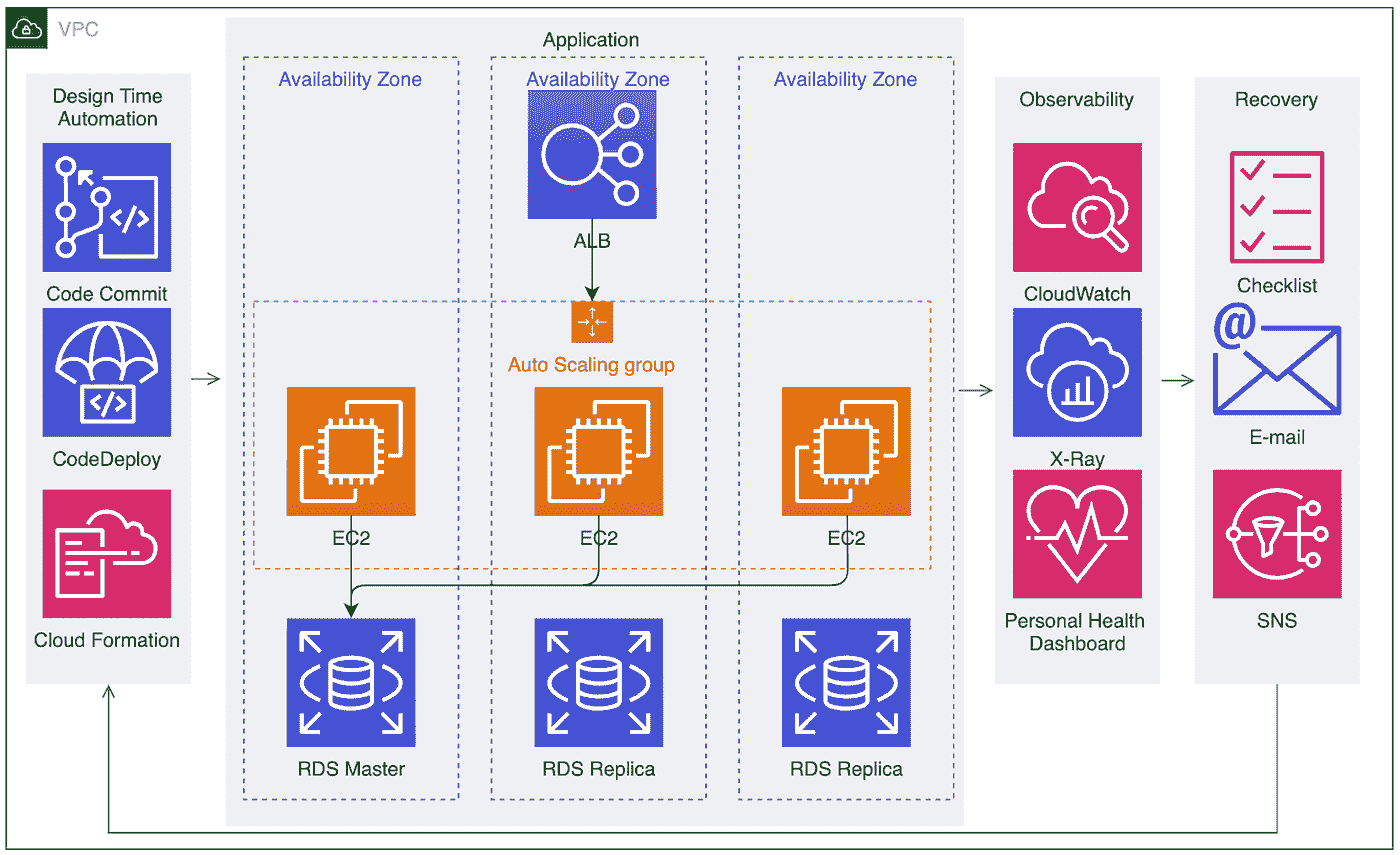 VPC
Design Time
Automation
Code Commit
CodeDeploy
Cloud Formation
Application
Availability Zone
Availability Zone
Availability Zone
ALB
Auto Scaling group
EC2
EC2
EC2
RDS Master
RDS Replica
RDS Replica
Observability
CloudWatch
X-Ray
Personal Health
Dashboard
Recovery
Checklist
@
E-mail
SNS